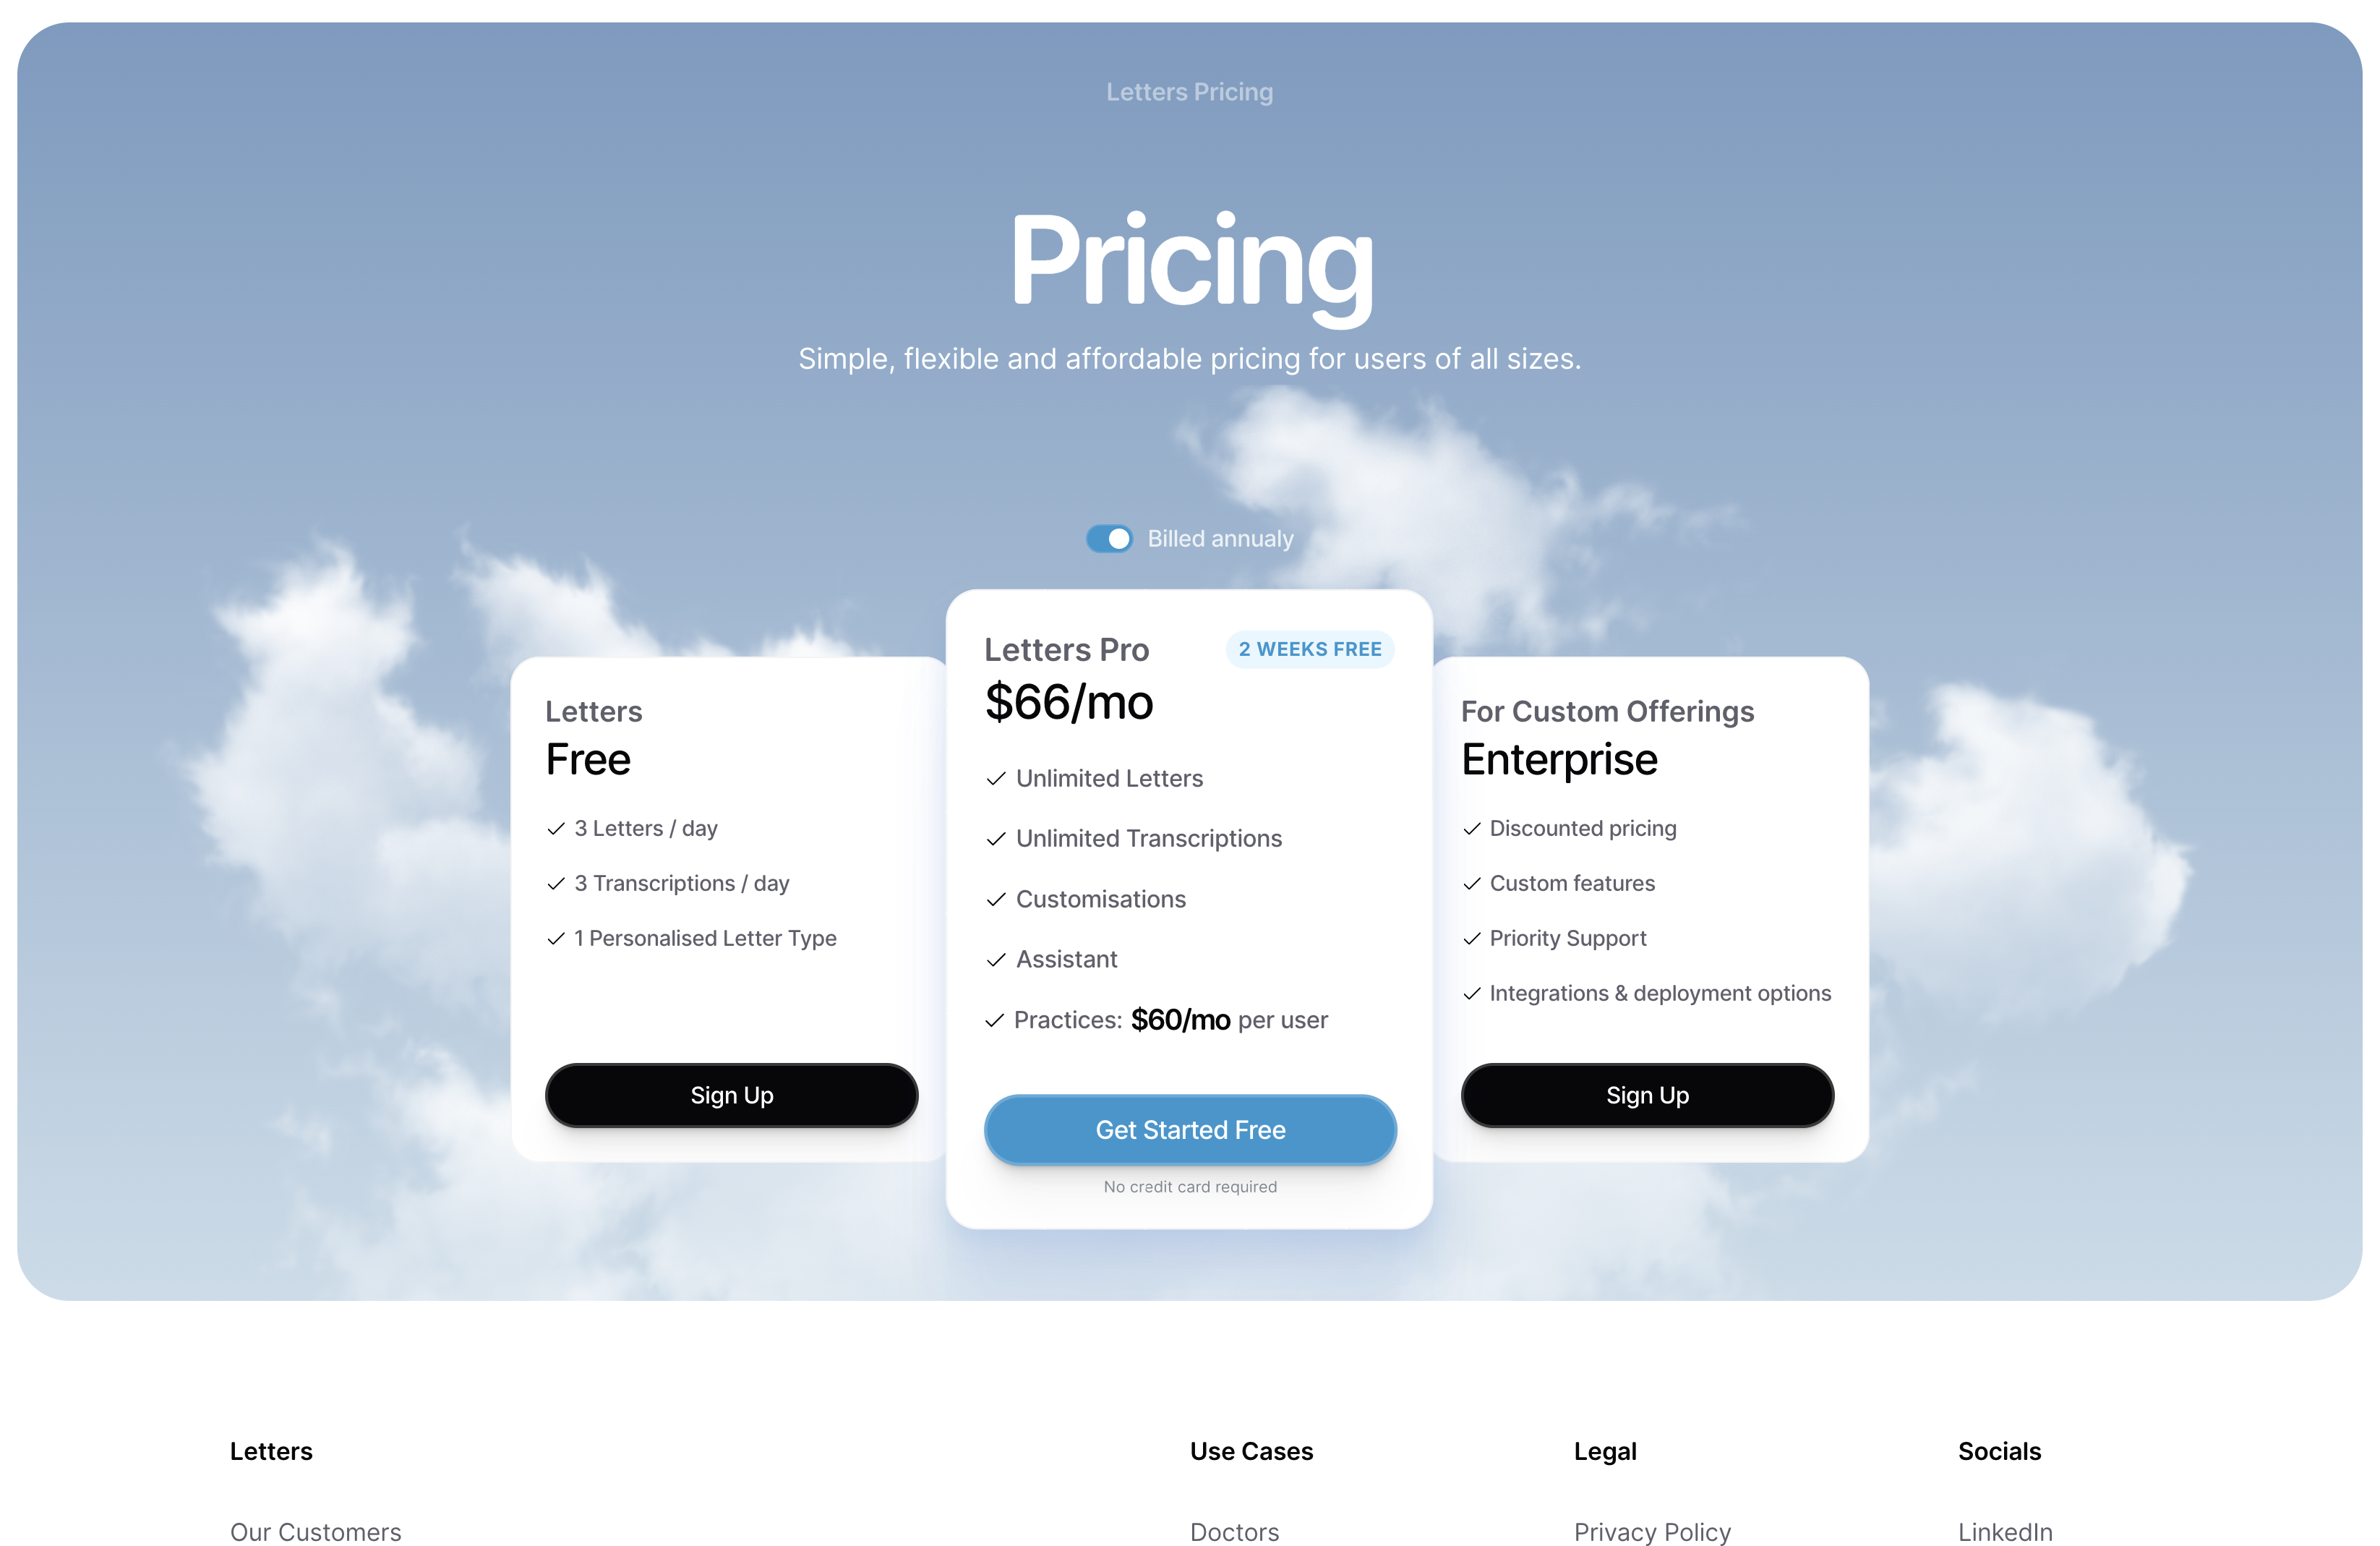 Letters Pricing
Pricing
Simple, flexible and affordable pricing for users of all sizes.
Billed annualy
Letters
Free
3 Letters / day
3 Transcriptions / day
1 Personalised Letter Type
Sign Up
Letters Pro
2 WEEKS FREE
$66/mo
Unlimited Letters
Unlimited Transcriptions
Customisations
Assistant
Practices: $60/mo per user
Get Started Free
No credit card required
For Custom Offerings
Enterprise
Discounted pricing
Custom features
Priority Support
Integrations & deployment options
Sign Up
Letters
Our Customers
Use Cases
Doctors
Legal
Privacy Policy
Socials
LinkedIn